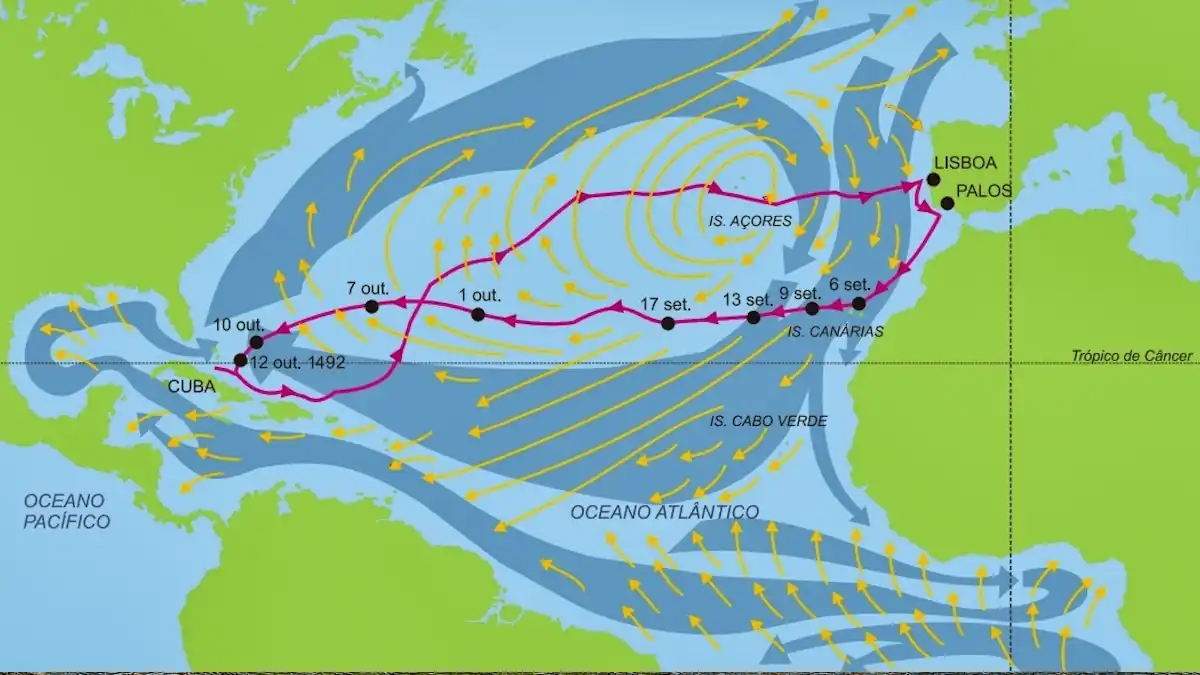 LISBOA
PALOS
IS. AÇORES
7 out.
1 out.
17 set.
13 set.
9 set.
6 set.
10 out.
IS. CANÁRIAS
12 out. 1492
Trópico de Câncer
CUBA
IS. CABO VERDE
OCEANO
PACÍFICO
OCEANO ATLÂNTICO